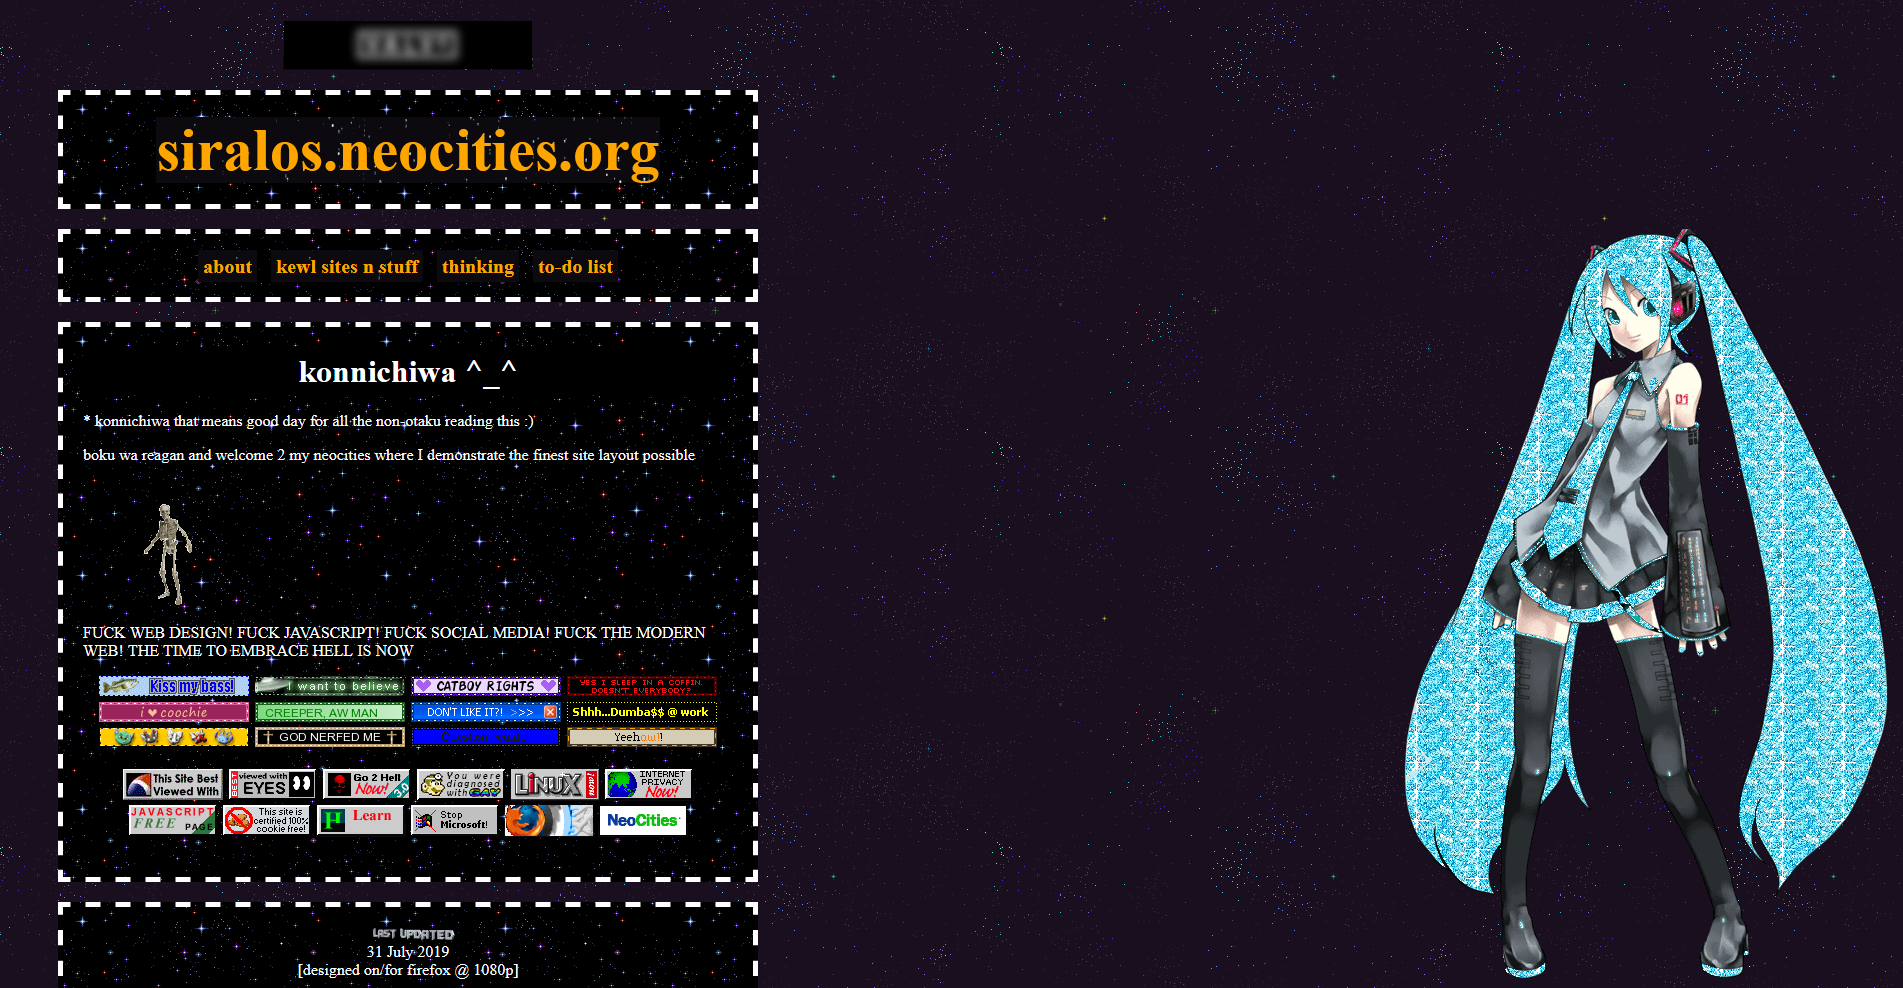 siralos.neocities.org
about kewl sites n stuff thinking to-do list
konnichiwa ^_^
* konnichiwa that means good day for all the non-otaku reading this :)
boku wa reagan and welcome 2 my neocities where I demonstrate the finest site layout possible
01
FUCK WEB DESIGN! FUCK JAVASCRIPT! FUCK SOCIAL MEDIA! FUCK THE MODERN
WEB! THE TIME TO EMBRACE HELL IS NOW
Kiss my bass!
I want to believe
CATBOY RIGHTS
YES I SLEEP IN A COFFIN.
DOESN'T EVERYBODY?
i ♥ coochie
CREEPER, AW MAN
DON'T LIKE IT?! >>>
Shhh...Dumba$$ @ work
GOD NERFED ME
Yeehaw!
This Site Best
Viewed With
BEST
viewed with
EYES
Go 2 Hell
Now!
You were
diagnosed
with GAY
LINUX now!
INTERNET
PRIVACY
Now!
JAVASCRIPT
FREE
PAGE
This site is
certified 100%
cookie free!
H Learn
Stop
Microsoft!
NeoCities
LAST UPDATED
31 July 2019
[designed on/for firefox @ 1080p]